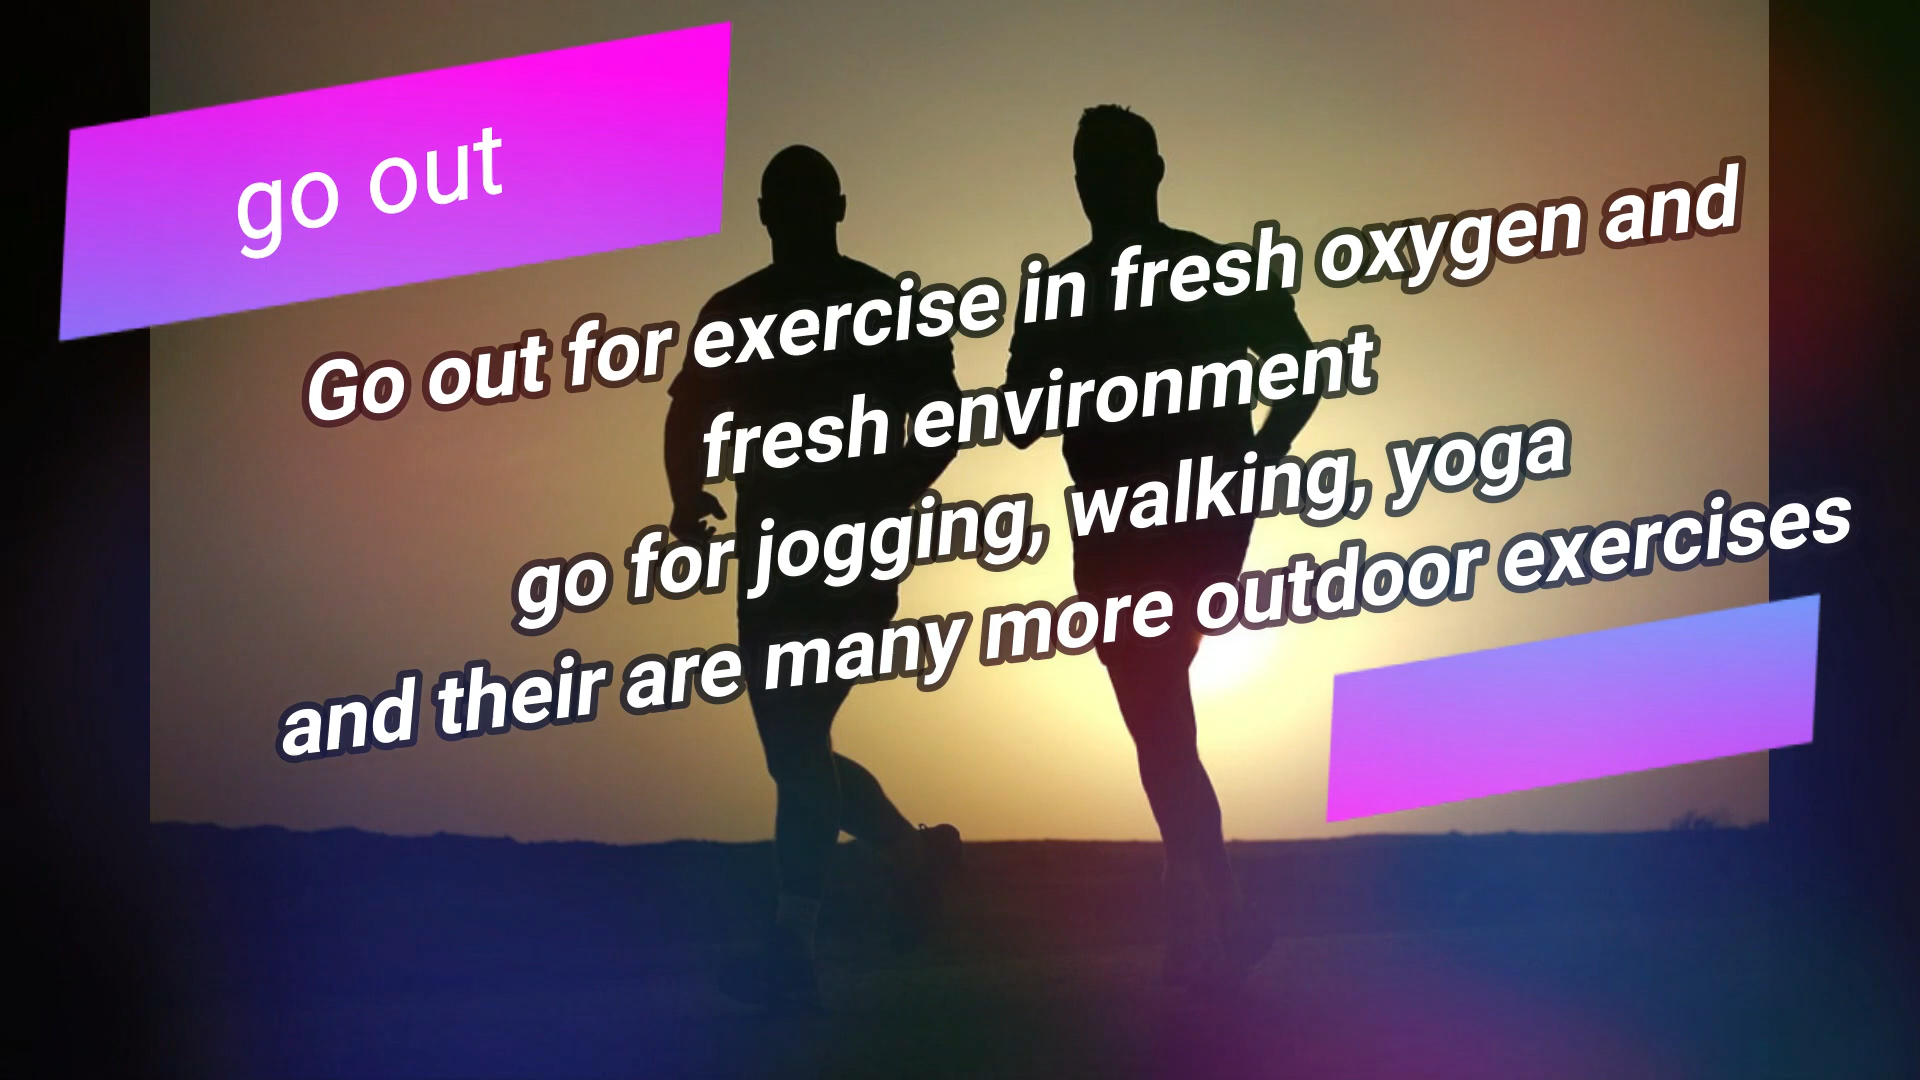 go out
Go out for exercise in fresh oxygen and
fresh environment
go for jogging, walking, yoga
and their are many more outdoor exercises